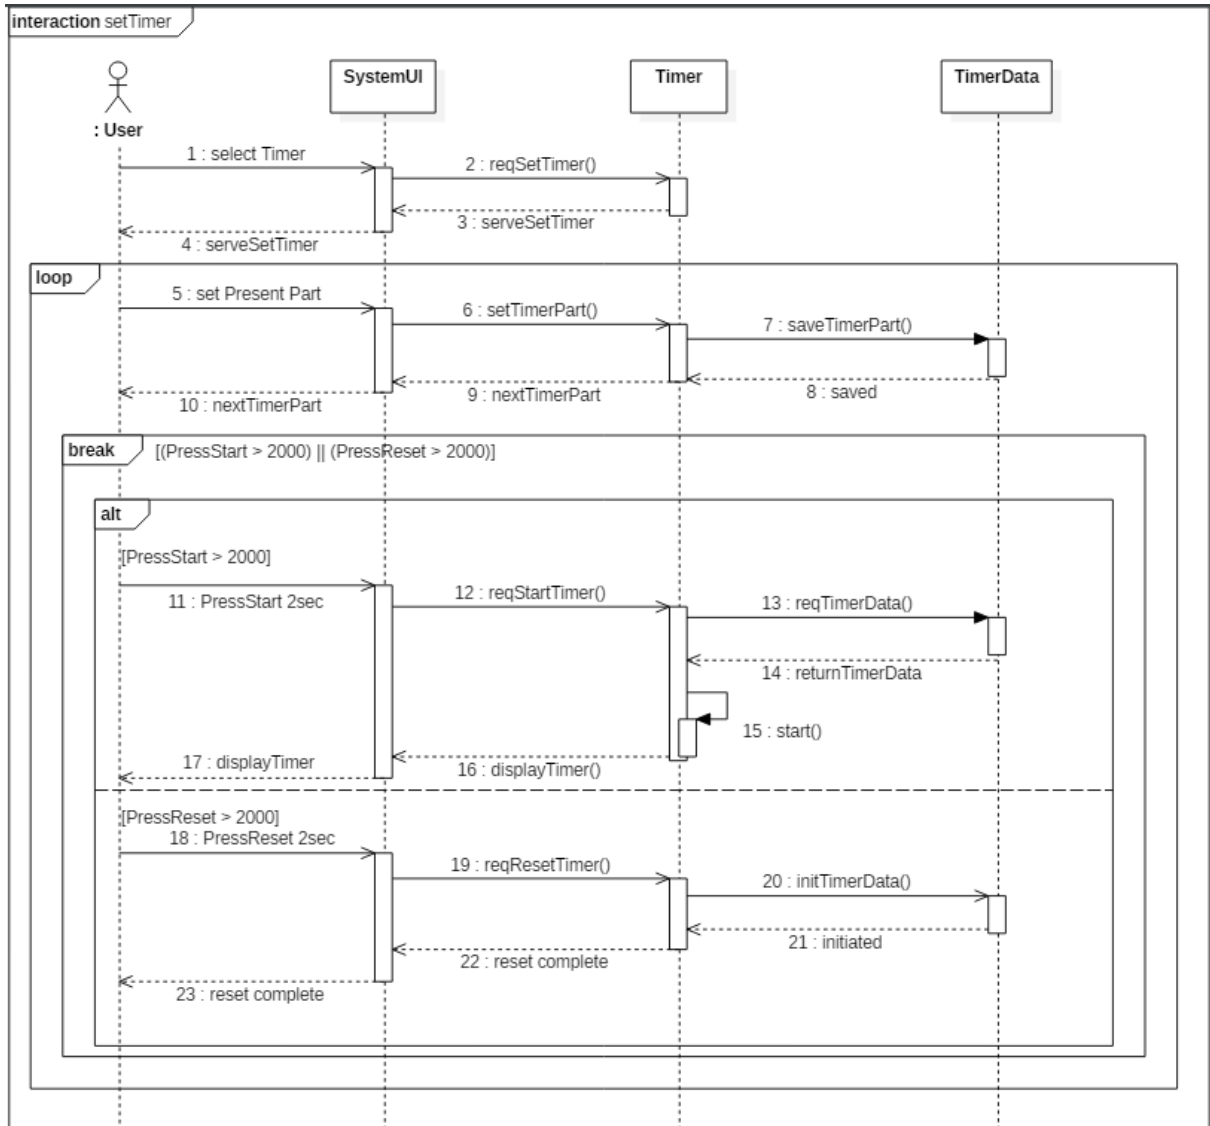 interaction setTimer
SystemUI
Timer
TimerData
: User
1 : select Timer
2 : reqSetTimer()
3 : serveSetTimer
4 : serveSetTimer
loop
5 : set Present Part
6 : setTimerPart()
7 : saveTimerPart()
8 : saved
9 : nextTimerPart
10 : nextTimerPart
break
[(PressStart > 2000) || (PressReset > 2000)]
alt
[PressStart > 2000]
11 : PressStart 2sec
12 : reqStartTimer()
13 : reqTimerData()
14 : returnTimerData
15 : start()
16 : displayTimer()
17 : displayTimer
[PressReset > 2000]
18 : PressReset 2sec
19 : reqResetTimer()
20 : initTimerData()
21 : initiated
22 : reset complete
23 : reset complete